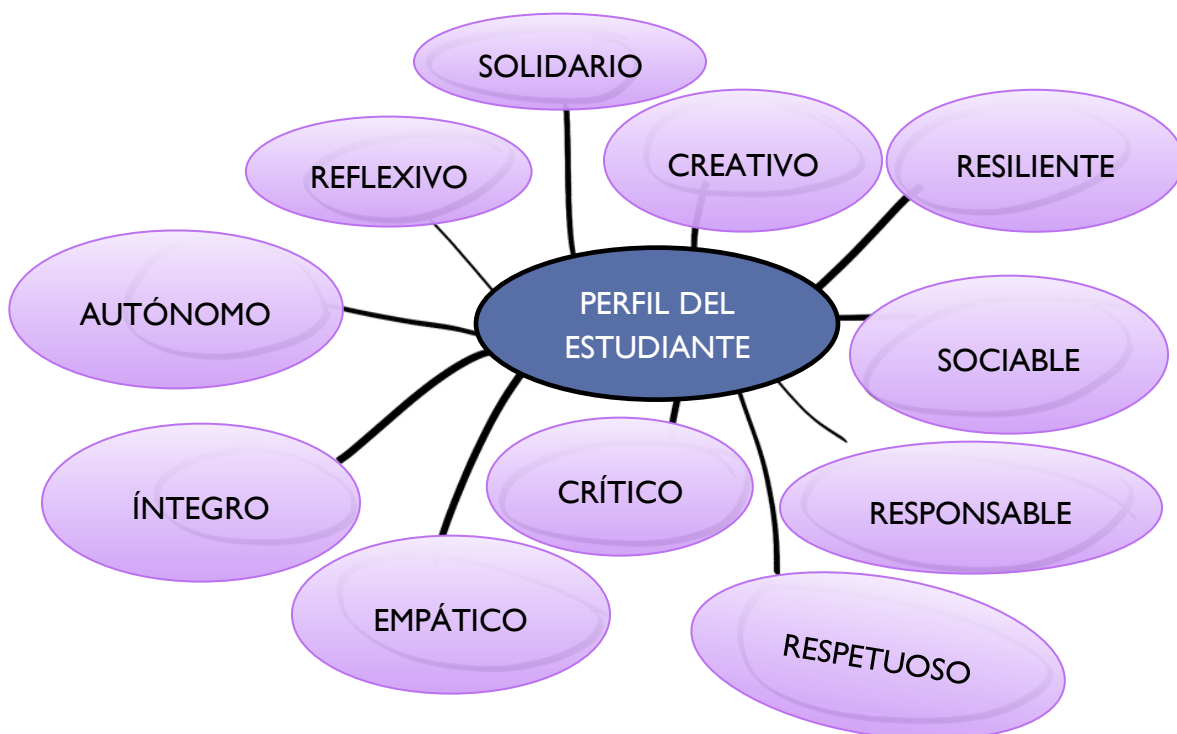 SOLIDARIO
CREATIVO
RESILIENTE
REFLEXIVO
AUTÓNOMO
PERFIL DEL
ESTUDIANTE
SOCIABLE
ÍNTEGRO
CRÍTICO
RESPONSABLE
EMPÁTICO
RESPETUOSO